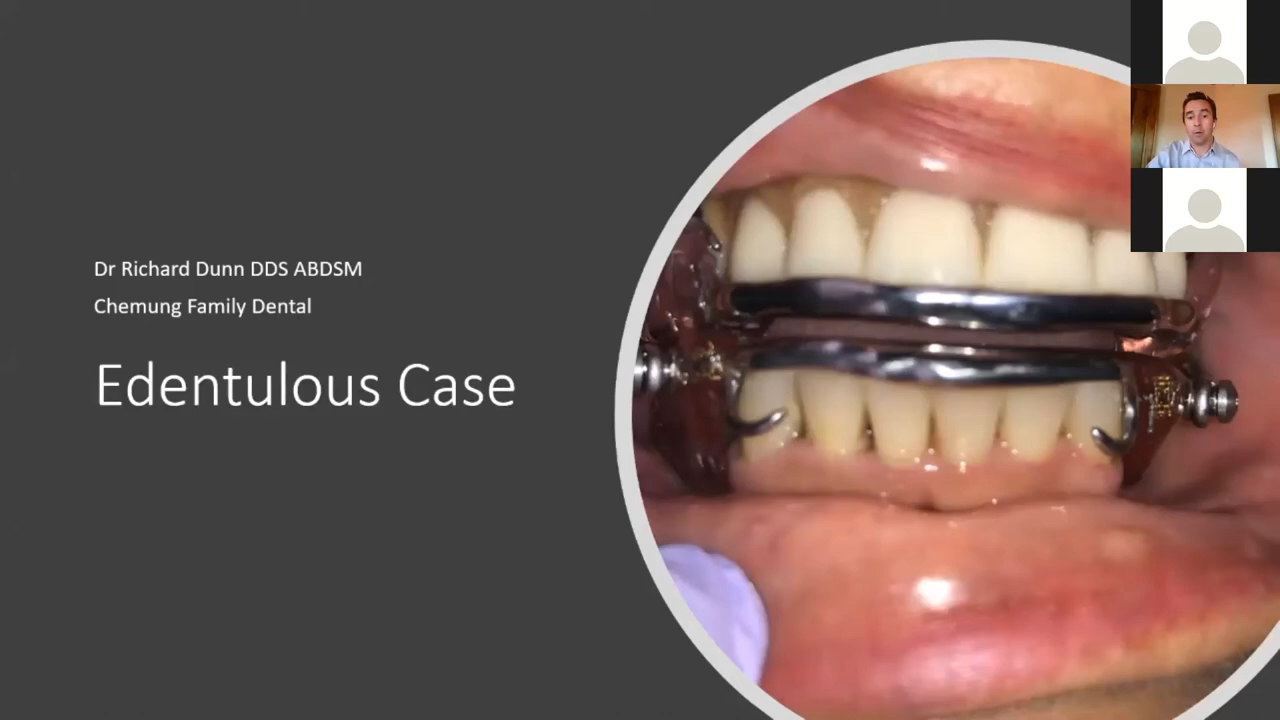 Dr Richard Dunn DDS ABDSM
Chemung Family Dental
Edentulous Case